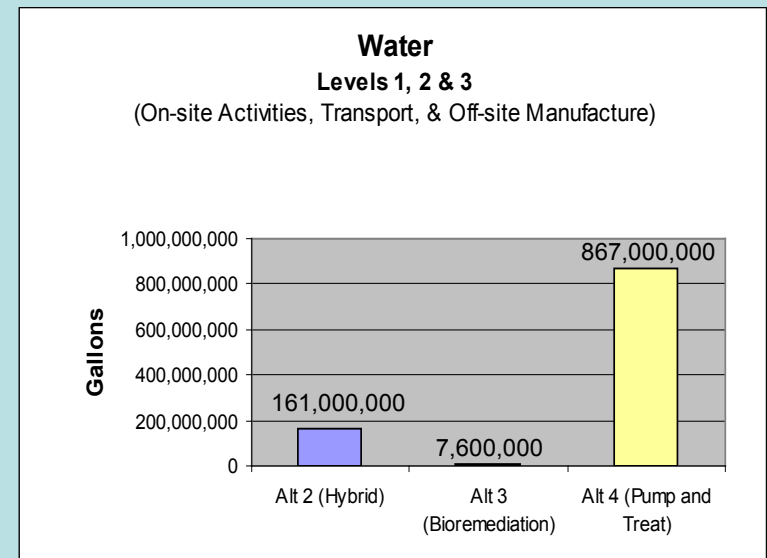 Water
Levels 1, 2 & 3
(On-site Activities, Transport, & Off-site Manufacture)
1,000,000,000
800,000,000
600,000,000
400,000,000
200,000,000
0
Gallons
161,000,000
7,600,000
867,000,000
Alt 2 (Hybrid)
Alt 3
(Bioremediation)
Alt 4 (Pump and
Treat)